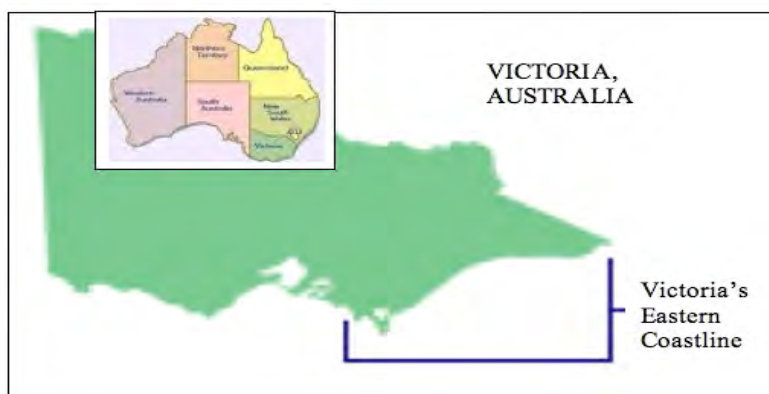 Northern
Territory
Queensland
Western
Australia
South
Australia
New
South
Wales
Victoria
VICTORIA,
AUSTRALIA
Victoria's
Eastern
Coastline